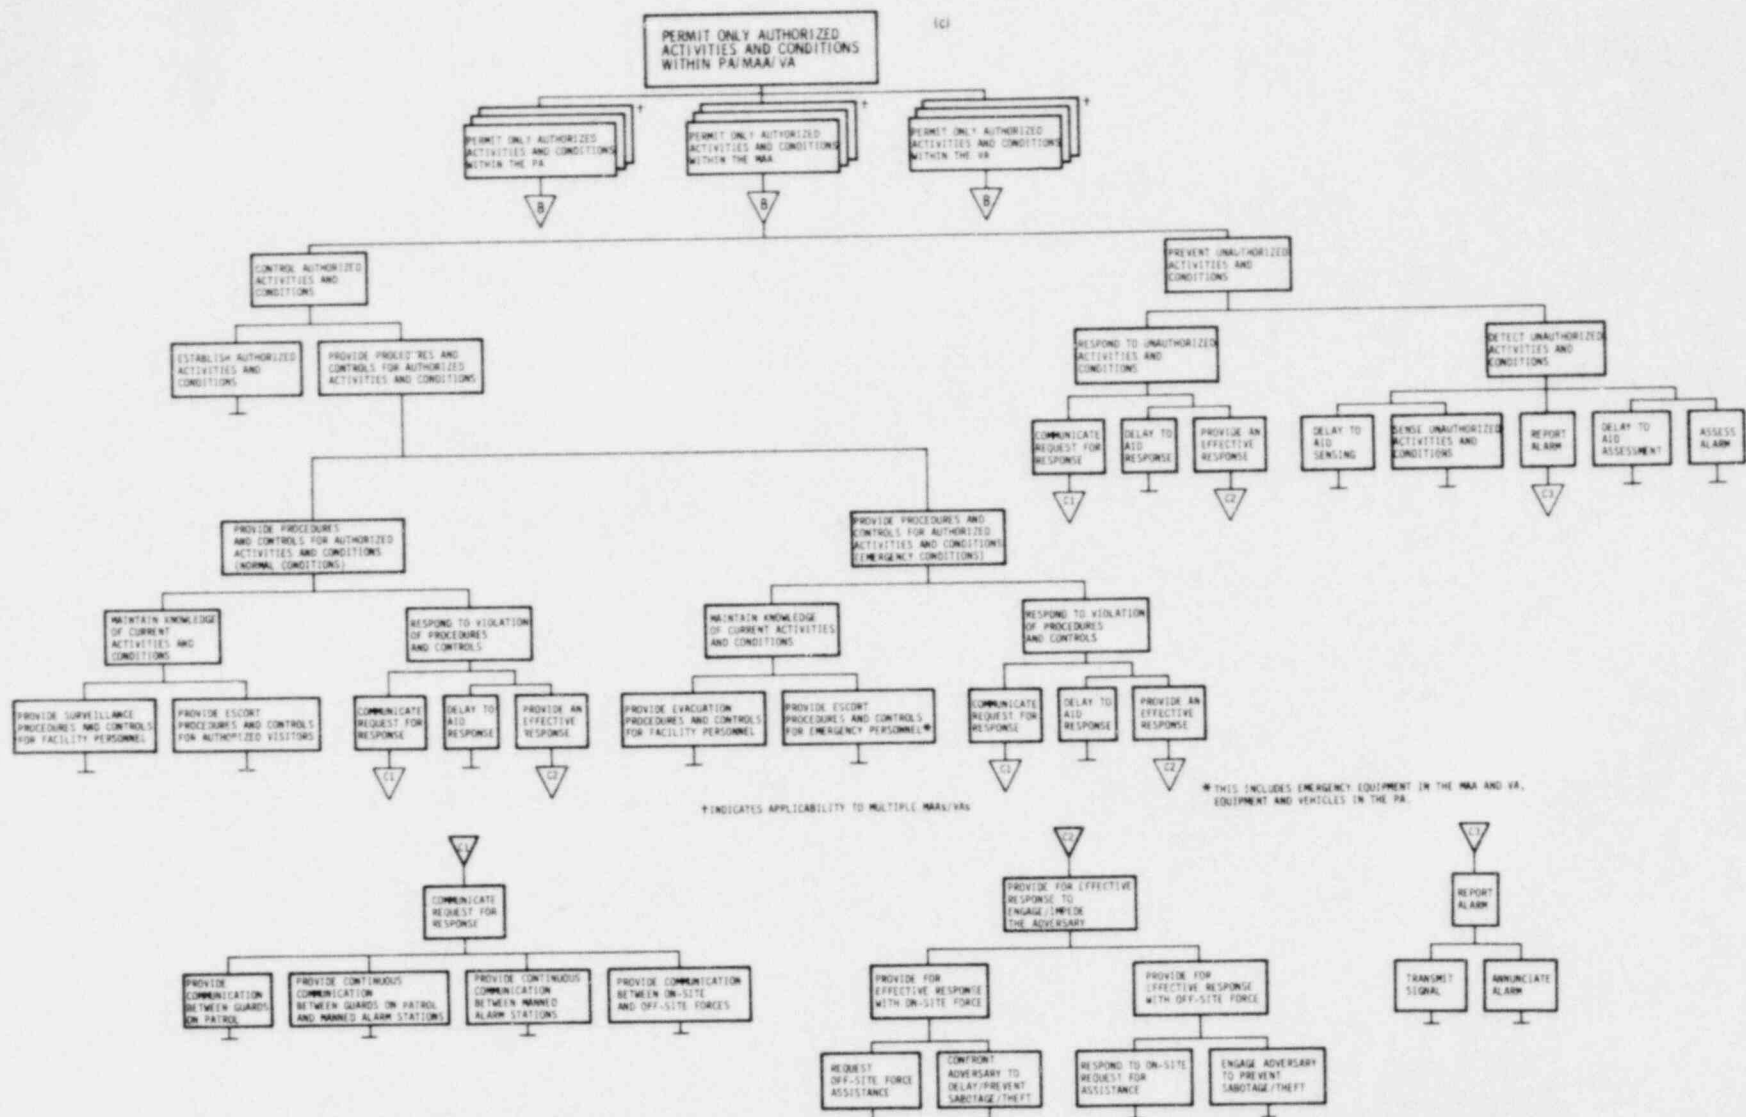 (c)
PERMIT ONLY AUTHORIZED
ACTIVITIES AND CONDITIONS
WITHIN PA/MAA/VA
†
†
†
PERMIT ONLY AUTHORIZED
ACTIVITIES AND CONDITIONS
WITHIN THE PA
PERMIT ONLY AUTHORIZED
ACTIVITIES AND CONDITIONS
WITHIN THE MAA
PERMIT ONLY AUTHORIZED
ACTIVITIES AND CONDITIONS
WITHIN THE VA
B
B
B
CONTROL AUTHORIZED
ACTIVITIES AND
CONDITIONS
PREVENT UNAUTHORIZED
ACTIVITIES AND
CONDITIONS
ESTABLISH AUTHORIZED
ACTIVITIES AND
CONDITIONS
PROVIDE PROCEDURES AND
CONTROLS FOR AUTHORIZED
ACTIVITIES AND CONDITIONS
RESPOND TO UNAUTHORIZED
ACTIVITIES AND
CONDITIONS
DETECT UNAUTHORIZED
ACTIVITIES AND
CONDITIONS
COMMUNICATE
REQUEST FOR
RESPONSE
DELAY TO
AID
RESPONSE
PROVIDE AN
EFFECTIVE
RESPONSE
DELAY TO
AID
SENSING
SENSE UNAUTHORIZED
ACTIVITIES AND
CONDITIONS
REPORT
ALARM
DELAY TO
AID
ASSESSMENT
ASSESS
ALARM
C1
C2
C3
PROVIDE PROCEDURES
AND CONTROLS FOR AUTHORIZED
ACTIVITIES AND CONDITIONS
(NORMAL CONDITIONS)
PROVIDE PROCEDURES AND
CONTROLS FOR AUTHORIZED
ACTIVITIES AND CONDITIONS
(EMERGENCY CONDITIONS)
MAINTAIN KNOWLEDGE
OF CURRENT
ACTIVITIES AND
CONDITIONS
RESPOND TO VIOLATION
OF PROCEDURES
AND CONTROLS
MAINTAIN KNOWLEDGE
OF CURRENT ACTIVITIES
AND CONDITIONS
RESPOND TO VIOLATION
OF PROCEDURES
AND CONTROLS
PROVIDE SURVEILLANCE
PROCEDURES AND CONTROLS
FOR FACILITY PERSONNEL
PROVIDE ESCORT
PROCEDURES AND CONTROLS
FOR AUTHORIZED VISITORS
COMMUNICATE
REQUEST FOR
RESPONSE
DELAY TO
AID
RESPONSE
PROVIDE AN
EFFECTIVE
RESPONSE
PROVIDE EVACUATION
PROCEDURES AND CONTROLS
FOR FACILITY PERSONNEL
PROVIDE ESCORT
PROCEDURES AND CONTROLS
FOR EMERGENCY PERSONNEL*
COMMUNICATE
REQUEST FOR
RESPONSE
DELAY TO
AID
RESPONSE
PROVIDE AN
EFFECTIVE
RESPONSE
C1
C2
C1
C2
† INDICATES APPLICABILITY TO MULTIPLE MAAs/VAs
* THIS INCLUDES EMERGENCY EQUIPMENT IN THE MAA AND VA,
EQUIPMENT AND VEHICLES IN THE PA.
C1
C2
C3
COMMUNICATE
REQUEST FOR
RESPONSE
PROVIDE FOR EFFECTIVE
RESPONSE TO
ENGAGE/IMPEDE
THE ADVERSARY
REPORT
ALARM
PROVIDE
COMMUNICATION
BETWEEN GUARDS
ON PATROL
PROVIDE CONTINUOUS
COMMUNICATION
BETWEEN GUARDS ON PATROL
AND MANNED ALARM STATIONS
PROVIDE CONTINUOUS
COMMUNICATION
BETWEEN MANNED
ALARM STATIONS
PROVIDE COMMUNICATION
BETWEEN ON-SITE
AND OFF-SITE FORCES
PROVIDE FOR
EFFECTIVE RESPONSE
WITH ON-SITE FORCE
PROVIDE FOR
EFFECTIVE RESPONSE
WITH OFF-SITE FORCE
TRANSMIT
SIGNAL
ANNUNCIATE
ALARM
REQUEST
OFF-SITE FORCE
ASSISTANCE
CONFRONT
ADVERSARY TO
DELAY/PREVENT
SABOTAGE/THEFT
RESPOND TO ON-SITE
REQUEST FOR
ASSISTANCE
ENGAGE ADVERSARY
TO PREVENT
SABOTAGE/THEFT